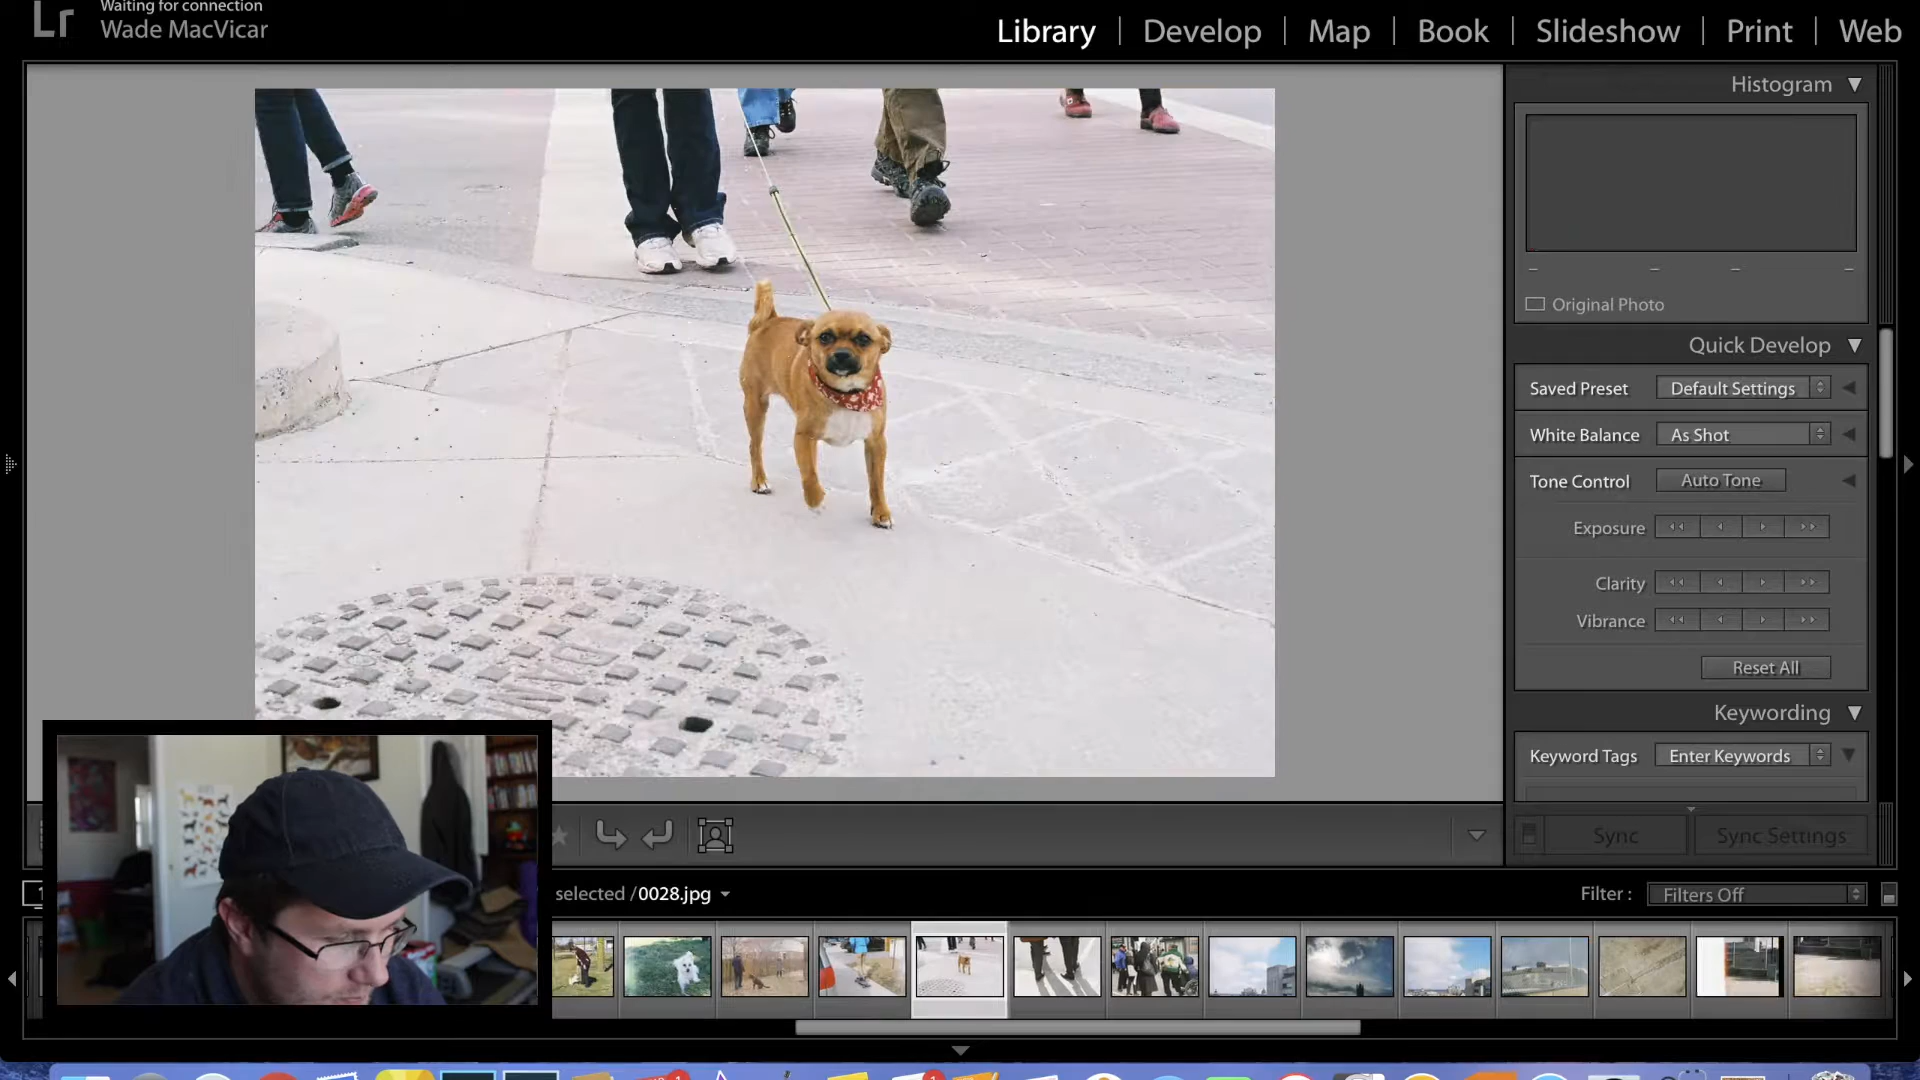 Lr
Waiting for connection
Wade MacVicar
Library | Develop | Map | Book | Slideshow | Print | Web
Histogram
Original Photo
Quick Develop
Saved Preset Default Settings
White Balance As Shot
Tone Control Auto Tone
Exposure
Clarity
Vibrance
Reset All
Keywording
Keyword Tags Enter Keywords
Sync Sync Settings
selected /0028.jpg
Filter : Filters Off